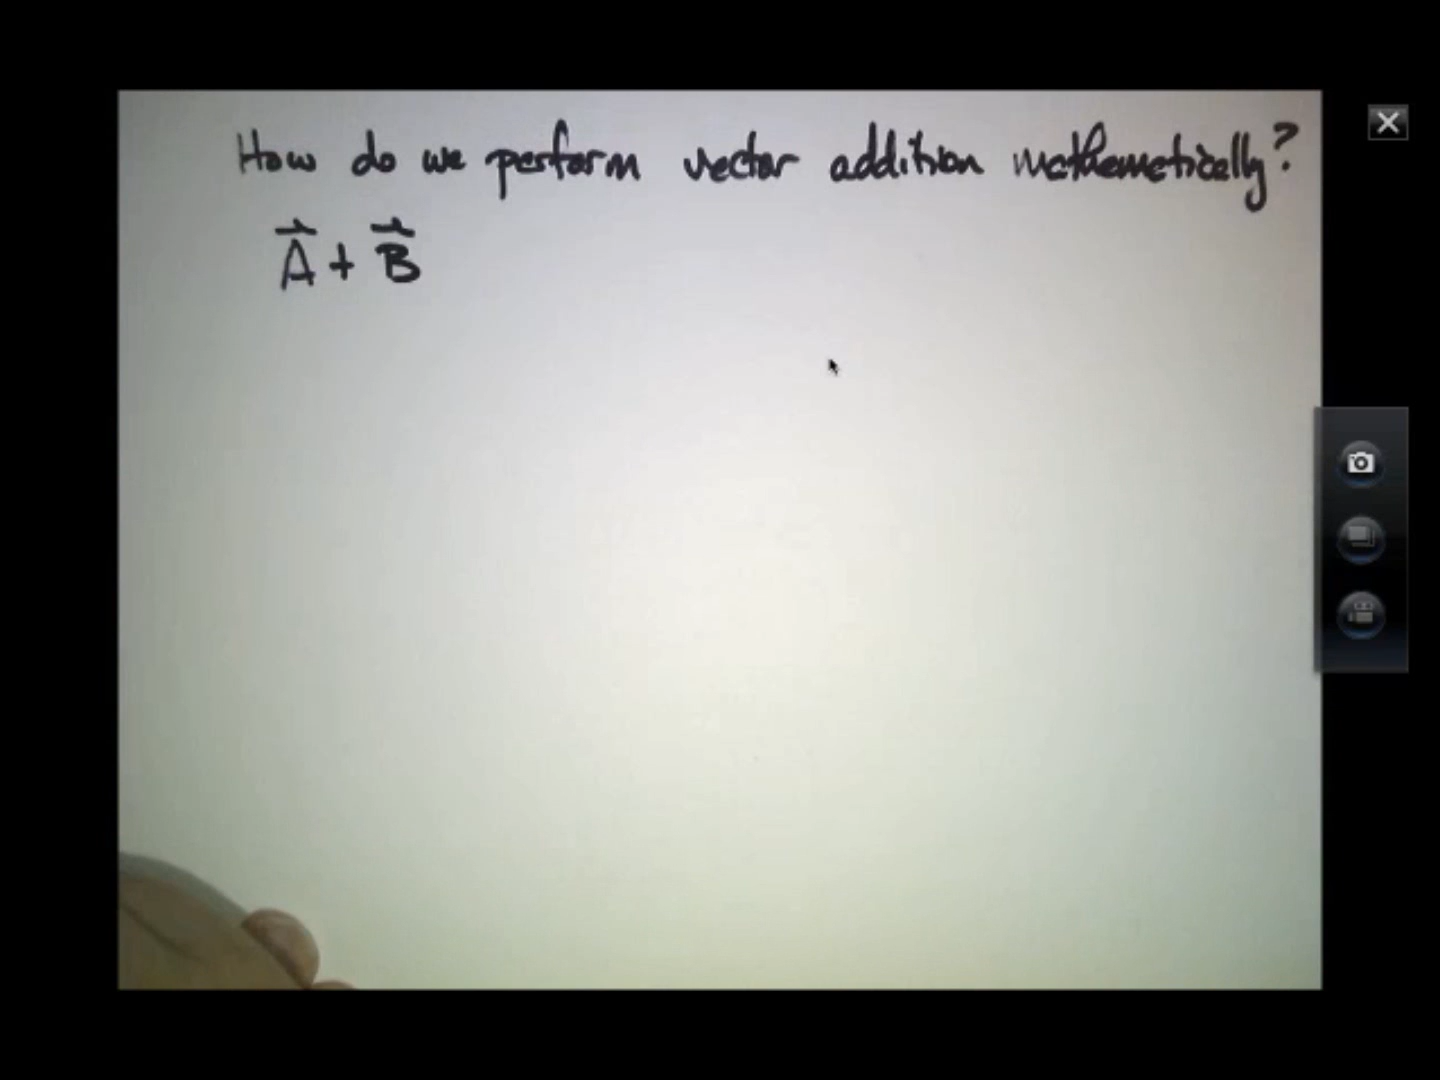 How do we perform vector addition mathematically?
A⃗ + B⃗